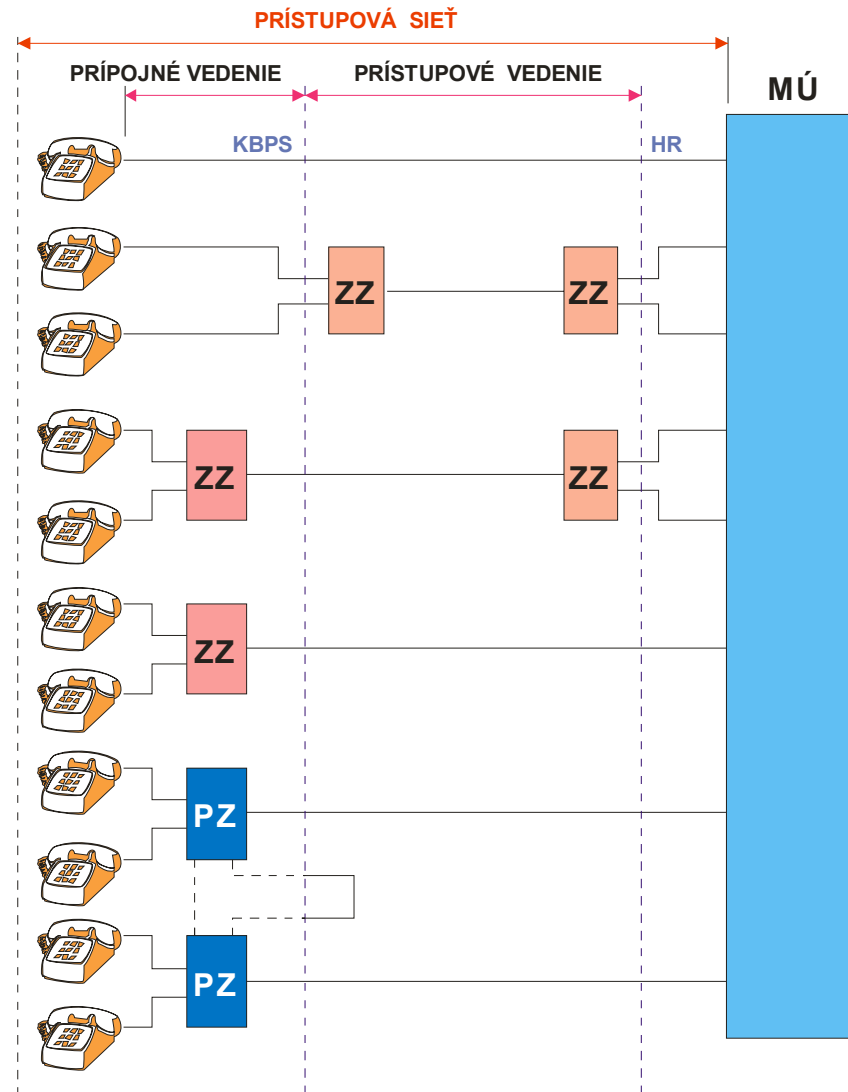 PRÍSTUPOVÁ SIEŤ
PRÍPOJNÉ VEDENIE
PRÍSTUPOVÉ VEDENIE
MÚ
KBPS
HR
ZZ
ZZ
ZZ
ZZ
ZZ
PZ
PZ